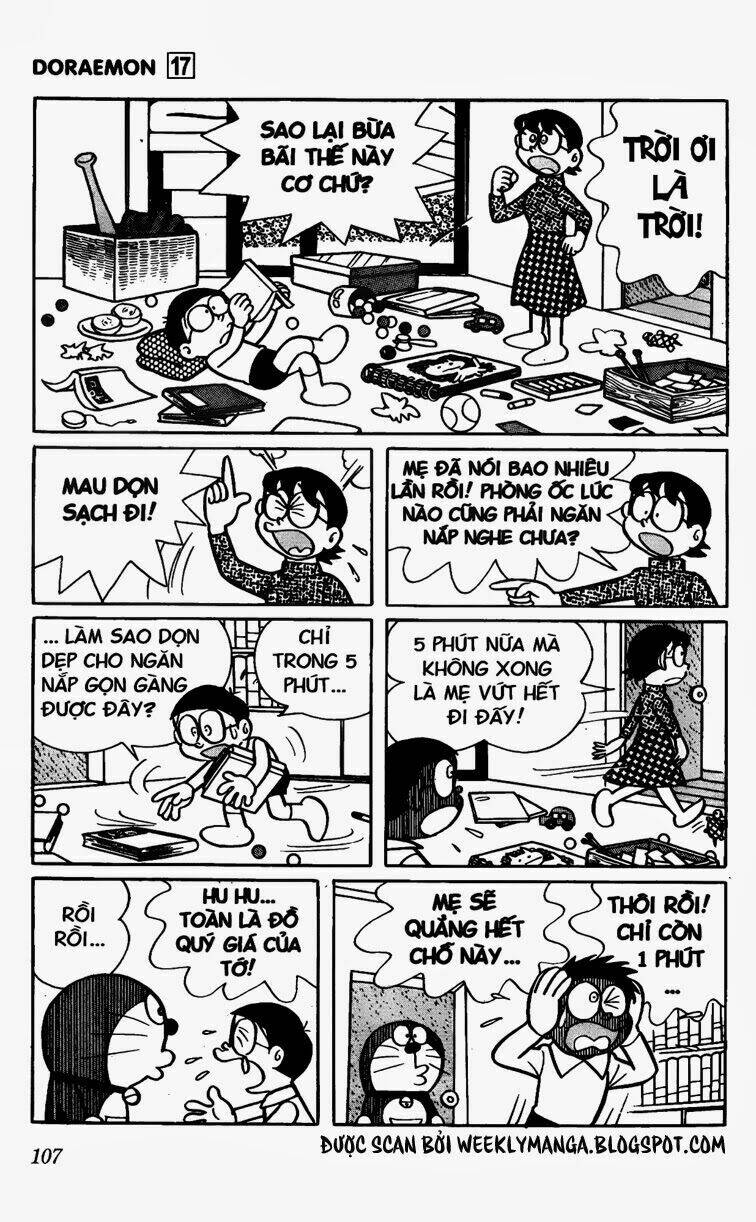 DORAEMON 17
TRỜI ƠI
LÀ
TRỜI!
SAO LẠI BỪA
BÃI THẾ NÀY
CƠ CHỨ?
MAU DỌN
SẠCH ĐI!
MẸ ĐÃ NÓI BAO NHIÊU
LẦN RỒI! PHÒNG ỐC LÚC
NÀO CŨNG PHẢI NGĂN
NẮP NGHE CHƯA?
CHỈ
TRONG 5
PHÚT...
... LÀM SAO DỌN
DẸP CHO NGĂN
NẮP GỌN GÀNG
ĐƯỢC ĐÂY?
5 PHÚT NỮA MÀ
KHÔNG XONG
LÀ MẸ VỨT HẾT
ĐI ĐẤY!
RỒI
RỒI...
HU HU...
TOÀN LÀ ĐỒ
QUÝ GIÁ CỦA
TỚ!
MẸ SẼ
QUẲNG HẾT
CHỖ NÀY...
THÔI RỒI!
CHỈ CÒN
1 PHÚT
...
107
ĐƯỢC SCAN BỞI WEEKLYMANGA.BLOGSPOT.COM